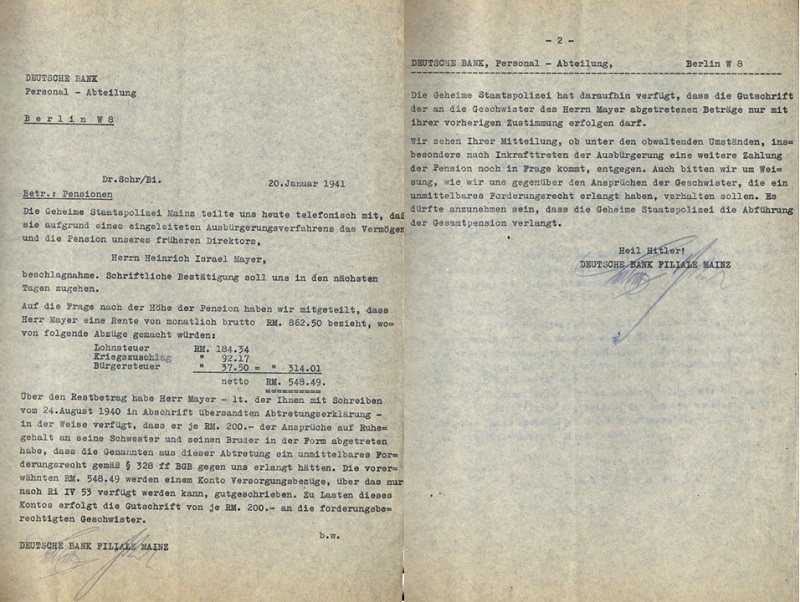 DEUTSCHE BANK
Personal - Abteilung
Berlin W 8
Dr.Schr/Bi.
20.Januar 1941
Betr.: Pensionen
Die Geheime Staatspolizei Mainz teilte uns heute telefonisch mit, daß
sie aufgrund eines eingeleiteten Ausbürgerungsverfahrens das Vermögen
und die Pension unseres früheren Direktors,
Herrn Heinrich Israel Mayer,
beschlagnahme. Schriftliche Bestätigung soll uns in den nächsten
Tagen zugehen.
Auf die Frage nach der Höhe der Pension haben wir mitgeteilt, dass
Herr Mayer eine Rente von monatlich brutto RM. 862.50 bezieht, wo=
von folgende Abzüge gemacht würden:
Lohnsteuer RM. 184.34
Kriegszuschlag " 92.17
Bürgersteuer " 37.50 = " 314.01
netto RM. 548.49.
Über den Restbetrag habe Herr Mayer - lt. der Ihnen mit Schreiben
vom 24.August 1940 in Abschrift übersandten Abtretungserklärung -
in der Weise verfügt, dass er je RM. 200.- der Ansprüche auf Ruhe=
gehalt an seine Schwester und seinen Bruder in der Form abgetreten
habe, dass die Genannten aus dieser Abtretung ein unmittelbares For=
derungsrecht gemäß § 328 ff BGB gegen uns erlangt hätten. Die vorer=
wähnten RM. 548.49 werden einem Konto Versorgungsbezüge, über das nur
nach Ri IV 53 verfügt werden kann, gutgeschrieben. Zu Lasten dieses
Kontos erfolgt die Gutschrift von je RM. 200.- an die forderungsbe=
rechtigten Geschwister.
b.w.
DEUTSCHE BANK FILIALE MAINZ
- 2 -
DEUTSCHE BANK, Personal - Abteilung, Berlin W 8
Die Geheime Staatspolizei hat daraufhin verfügt, dass die Gutschrift
der an die Geschwister des Herrn Mayer abgetretenen Beträge nur mit
ihrer vorherigen Zustimmung erfolgen darf.
Wir sehen Ihrer Mitteilung, ob unter den obwaltenden Umständen, ins=
besondere nach Inkrafttreten der Ausbürgerung eine weitere Zahlung
der Pension noch in Frage kommt, entgegen. Auch bitten wir um Wei=
sung, wie wir uns gegenüber den Ansprüchen der Geschwister, die ein
unmittelbares Forderungsrecht erlangt haben, verhalten sollen. Es
dürfte anzunehmen sein, dass die Geheime Staatspolizei die Abführung
der Gesamtpension verlangt.
Heil Hitler!
DEUTSCHE BANK FILIALE MAINZ